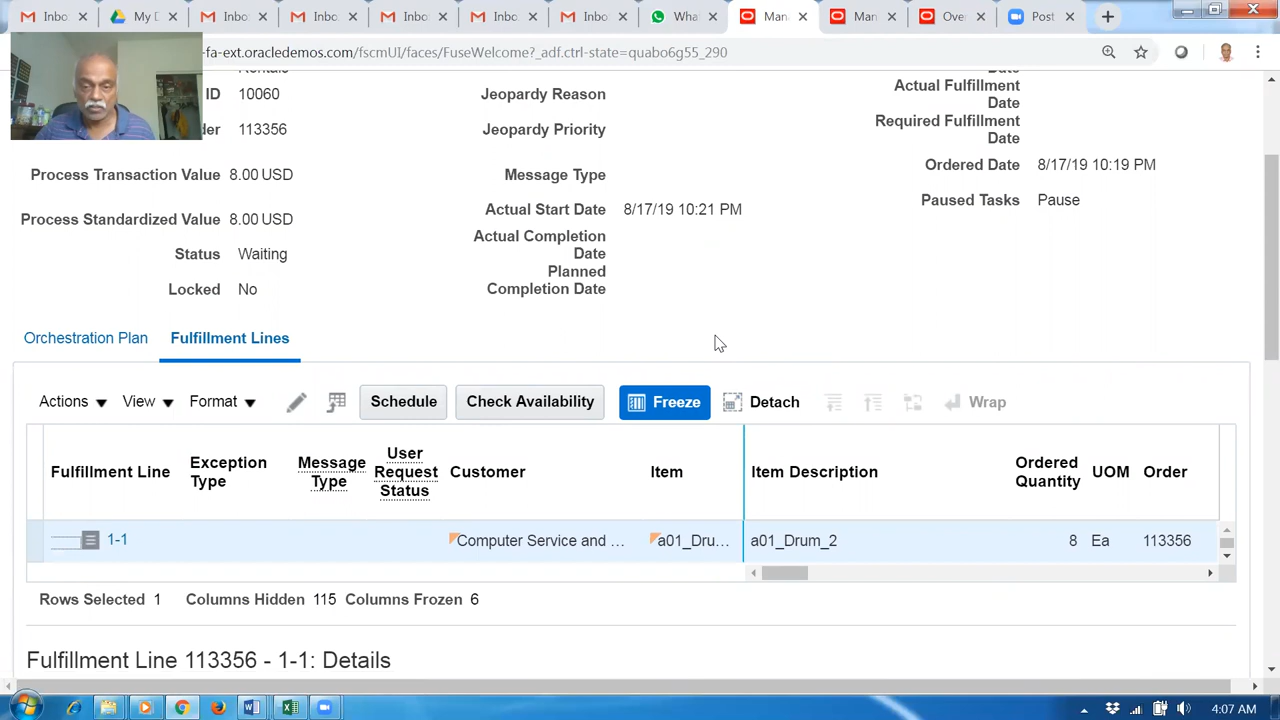 Inbo
My D
Inbo
Inbo
Inbo
Inbo
Inbo
Wha
Man
Mar
Ove
Post
-fa-ext.oracledemos.com/fscmUI/faces/FuseWelcome?_adf.ctrl-state=quabo6g55_290
ID 10060
der 113356
Process Transaction Value 8.00 USD
Process Standardized Value 8.00 USD
Status Waiting
Locked No
Jeopardy Reason
Jeopardy Priority
Message Type
Actual Start Date 8/17/19 10:21 PM
Actual Completion
Date
Planned
Completion Date
Date
Actual Fulfillment
Date
Required Fulfillment
Date
Ordered Date 8/17/19 10:19 PM
Paused Tasks Pause
Orchestration Plan Fulfillment Lines
Actions View Format Schedule Check Availability Freeze Detach Wrap
Fulfillment Line
Exception
Type
Message
Type
User
Request
Status
Customer
Item
Item Description
Ordered
Quantity
UOM
Order
1-1 Computer Service and ... a01_Dru... a01_Drum_2 8 Ea 113356
Rows Selected 1 Columns Hidden 115 Columns Frozen 6
Fulfillment Line 113356 - 1-1: Details
4:07 AM